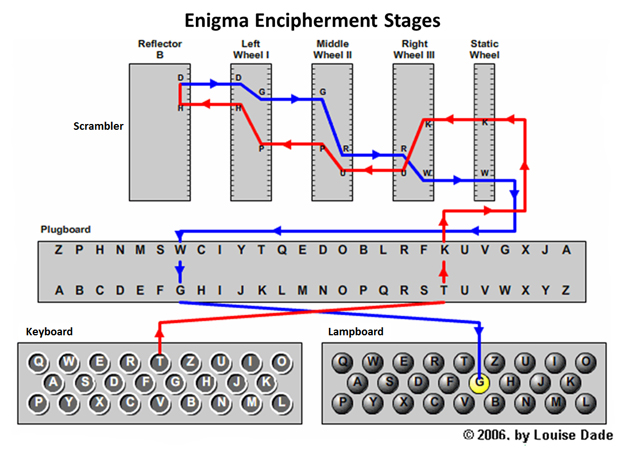 Enigma Encipherment Stages
Reflector B
Left Wheel I
Middle Wheel II
Right Wheel III
Static Wheel
D D G G R R W W
H H P P U U K K
Scrambler
Plugboard
Z P H N M S W C I Y T Q E D O B L R F K U V G X J A
A B C D E F G H I J K L M N O P Q R S T U V W X Y Z
Keyboard
Q W E R T Z U I O
A S D F G H J K
P Y X C V B N M L
Lampboard
Q W E R T Z U I O
A S D F G H J K
P Y X C V B N M L
© 2006, by Louise Dade